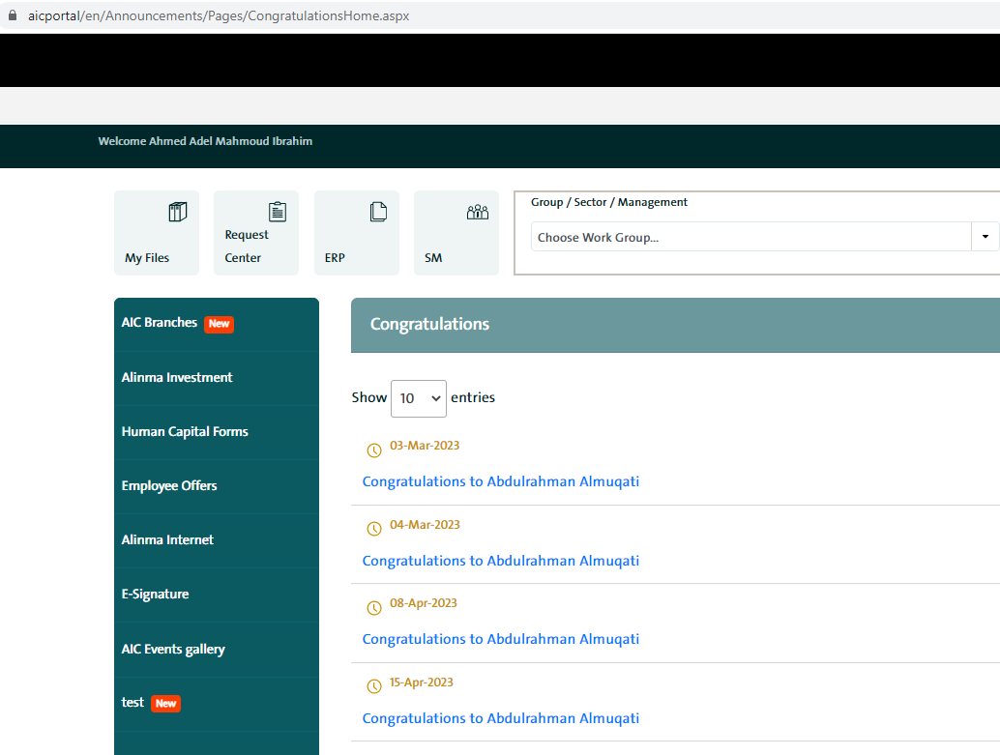 aicportal/en/Announcements/Pages/CongratulationsHome.aspx
Welcome Ahmed Adel Mahmoud Ibrahim
My Files
Request
Center
ERP
SM
Group / Sector / Management
Choose Work Group...
AIC Branches New
Alinma Investment
Human Capital Forms
Employee Offers
Alinma Internet
E-Signature
AIC Events gallery
test New
Congratulations
Show 10 entries
03-Mar-2023
Congratulations to Abdulrahman Almuqati
04-Mar-2023
Congratulations to Abdulrahman Almuqati
08-Apr-2023
Congratulations to Abdulrahman Almuqati
15-Apr-2023
Congratulations to Abdulrahman Almuqati